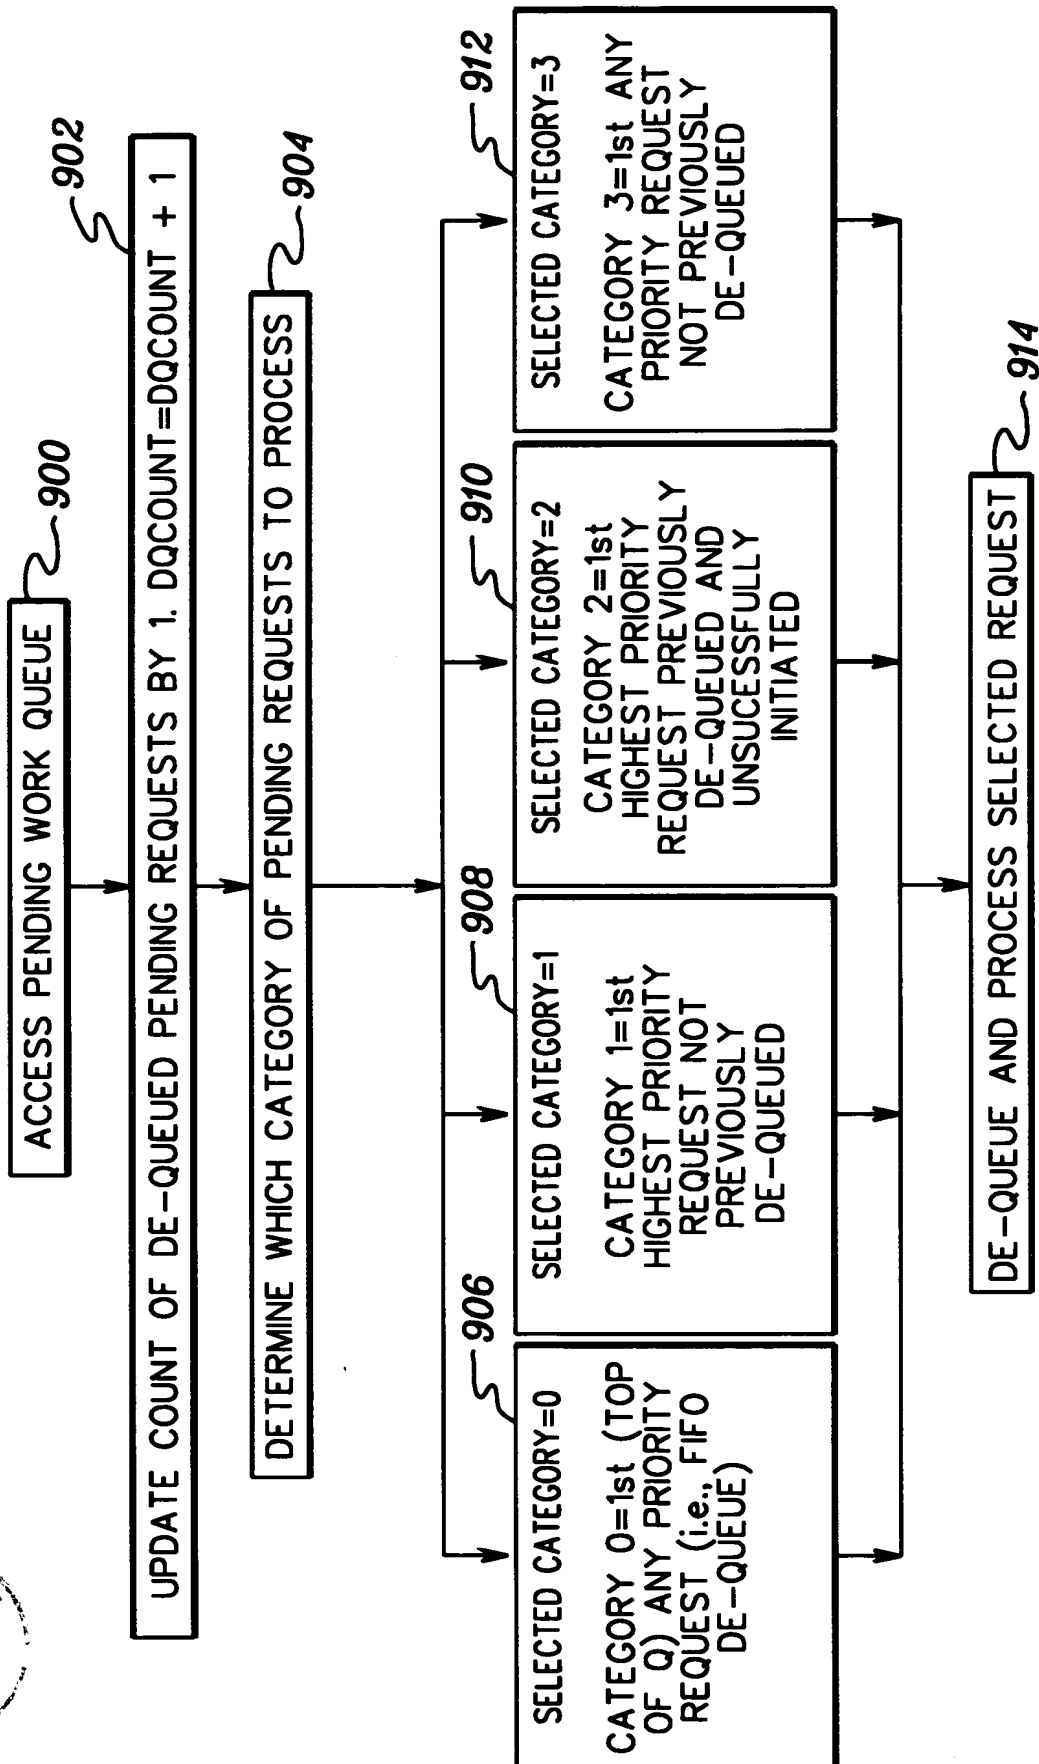 ACCESS PENDING WORK QUEUE
900
UPDATE COUNT OF DE-QUEUED PENDING REQUESTS BY 1. DQCOUNT=DQCOUNT + 1
902
DETERMINE WHICH CATEGORY OF PENDING REQUESTS TO PROCESS
904
906
SELECTED CATEGORY=0
CATEGORY 0=1st (TOP
OF Q) ANY PRIORITY
REQUEST (i.e., FIFO
DE-QUEUE)
908
SELECTED CATEGORY=1
CATEGORY 1=1st
HIGHEST PRIORITY
REQUEST NOT
PREVIOUSLY
DE-QUEUED
910
SELECTED CATEGORY=2
CATEGORY 2=1st
HIGHEST PRIORITY
REQUEST PREVIOUSLY
DE-QUEUED AND
UNSUCESSFULLY
INITIATED
912
SELECTED CATEGORY=3
CATEGORY 3=1st ANY
PRIORITY REQUEST
NOT PREVIOUSLY
DE-QUEUED
DE-QUEUE AND PROCESS SELECTED REQUEST
914